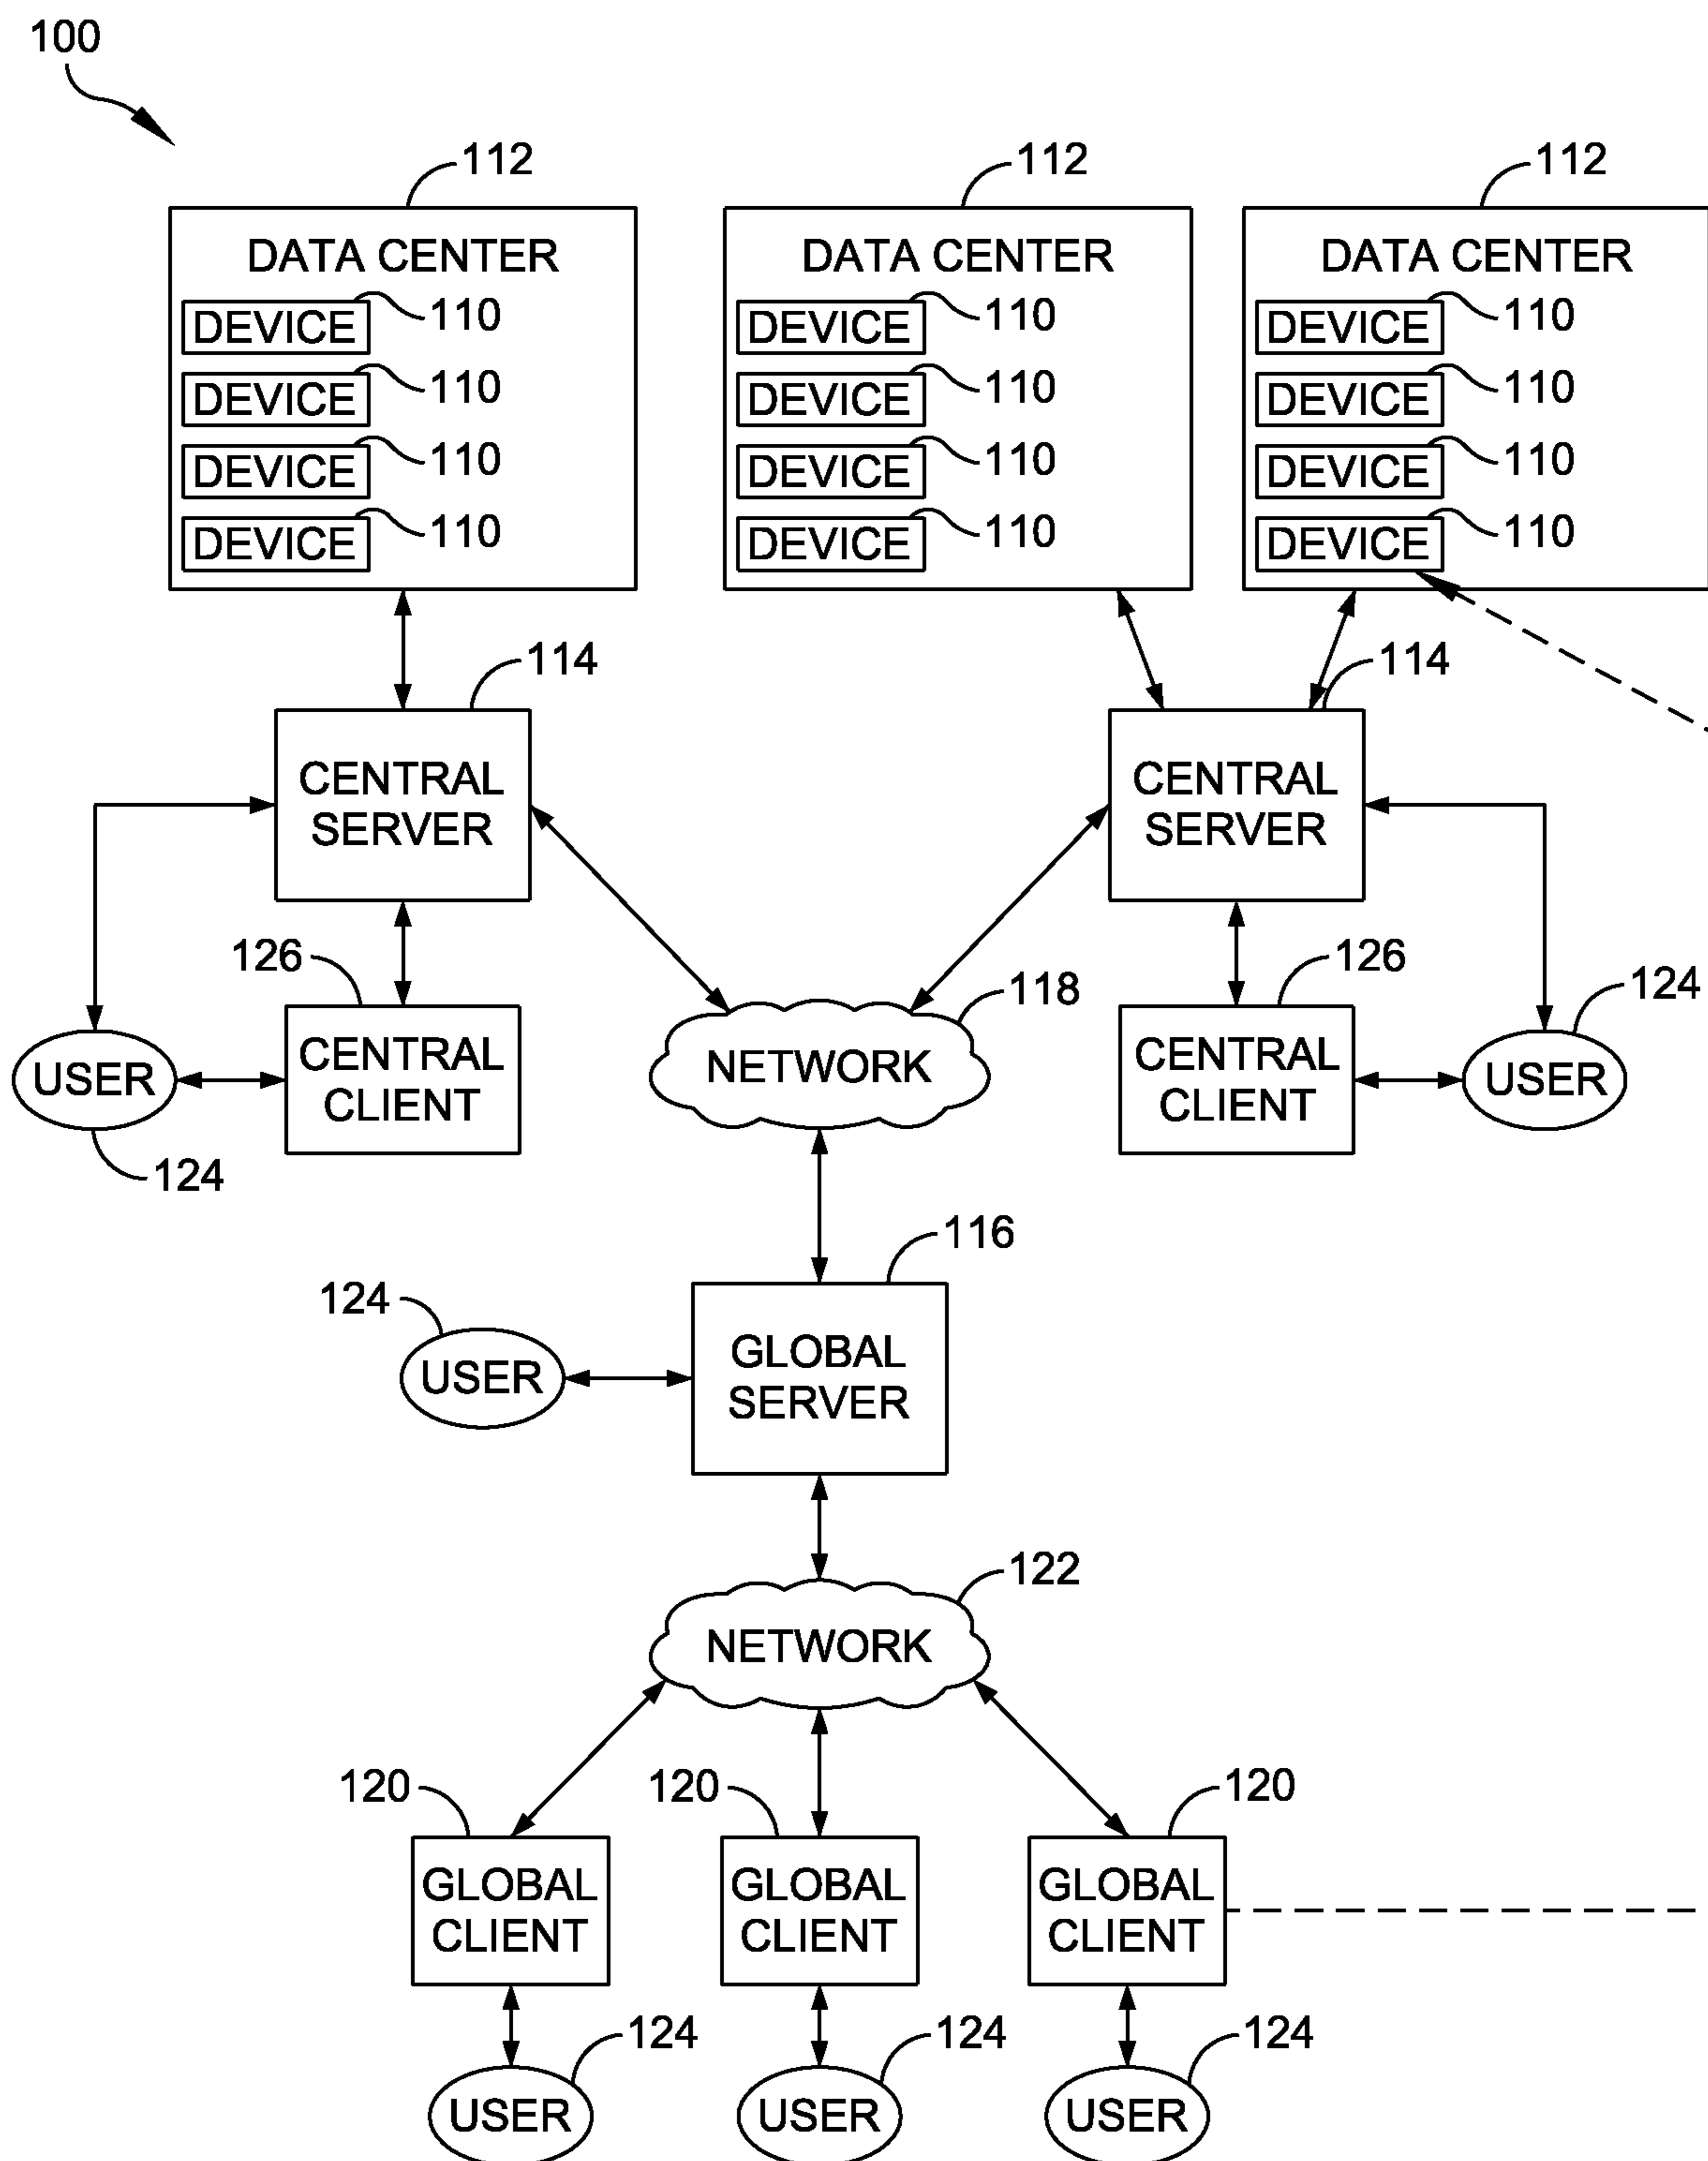 100
112
112
112
DATA CENTER
DATA CENTER
DATA CENTER
DEVICE 110
DEVICE 110
DEVICE 110
DEVICE 110
DEVICE 110
DEVICE 110
DEVICE 110
DEVICE 110
DEVICE 110
DEVICE 110
DEVICE 110
DEVICE 110
114
114
CENTRAL
SERVER
CENTRAL
SERVER
126
118
126
124
USER
CENTRAL
CLIENT
NETWORK
CENTRAL
CLIENT
USER
124
116
124
USER
GLOBAL
SERVER
122
NETWORK
120
120
120
GLOBAL
CLIENT
GLOBAL
CLIENT
GLOBAL
CLIENT
124
124
124
USER
USER
USER